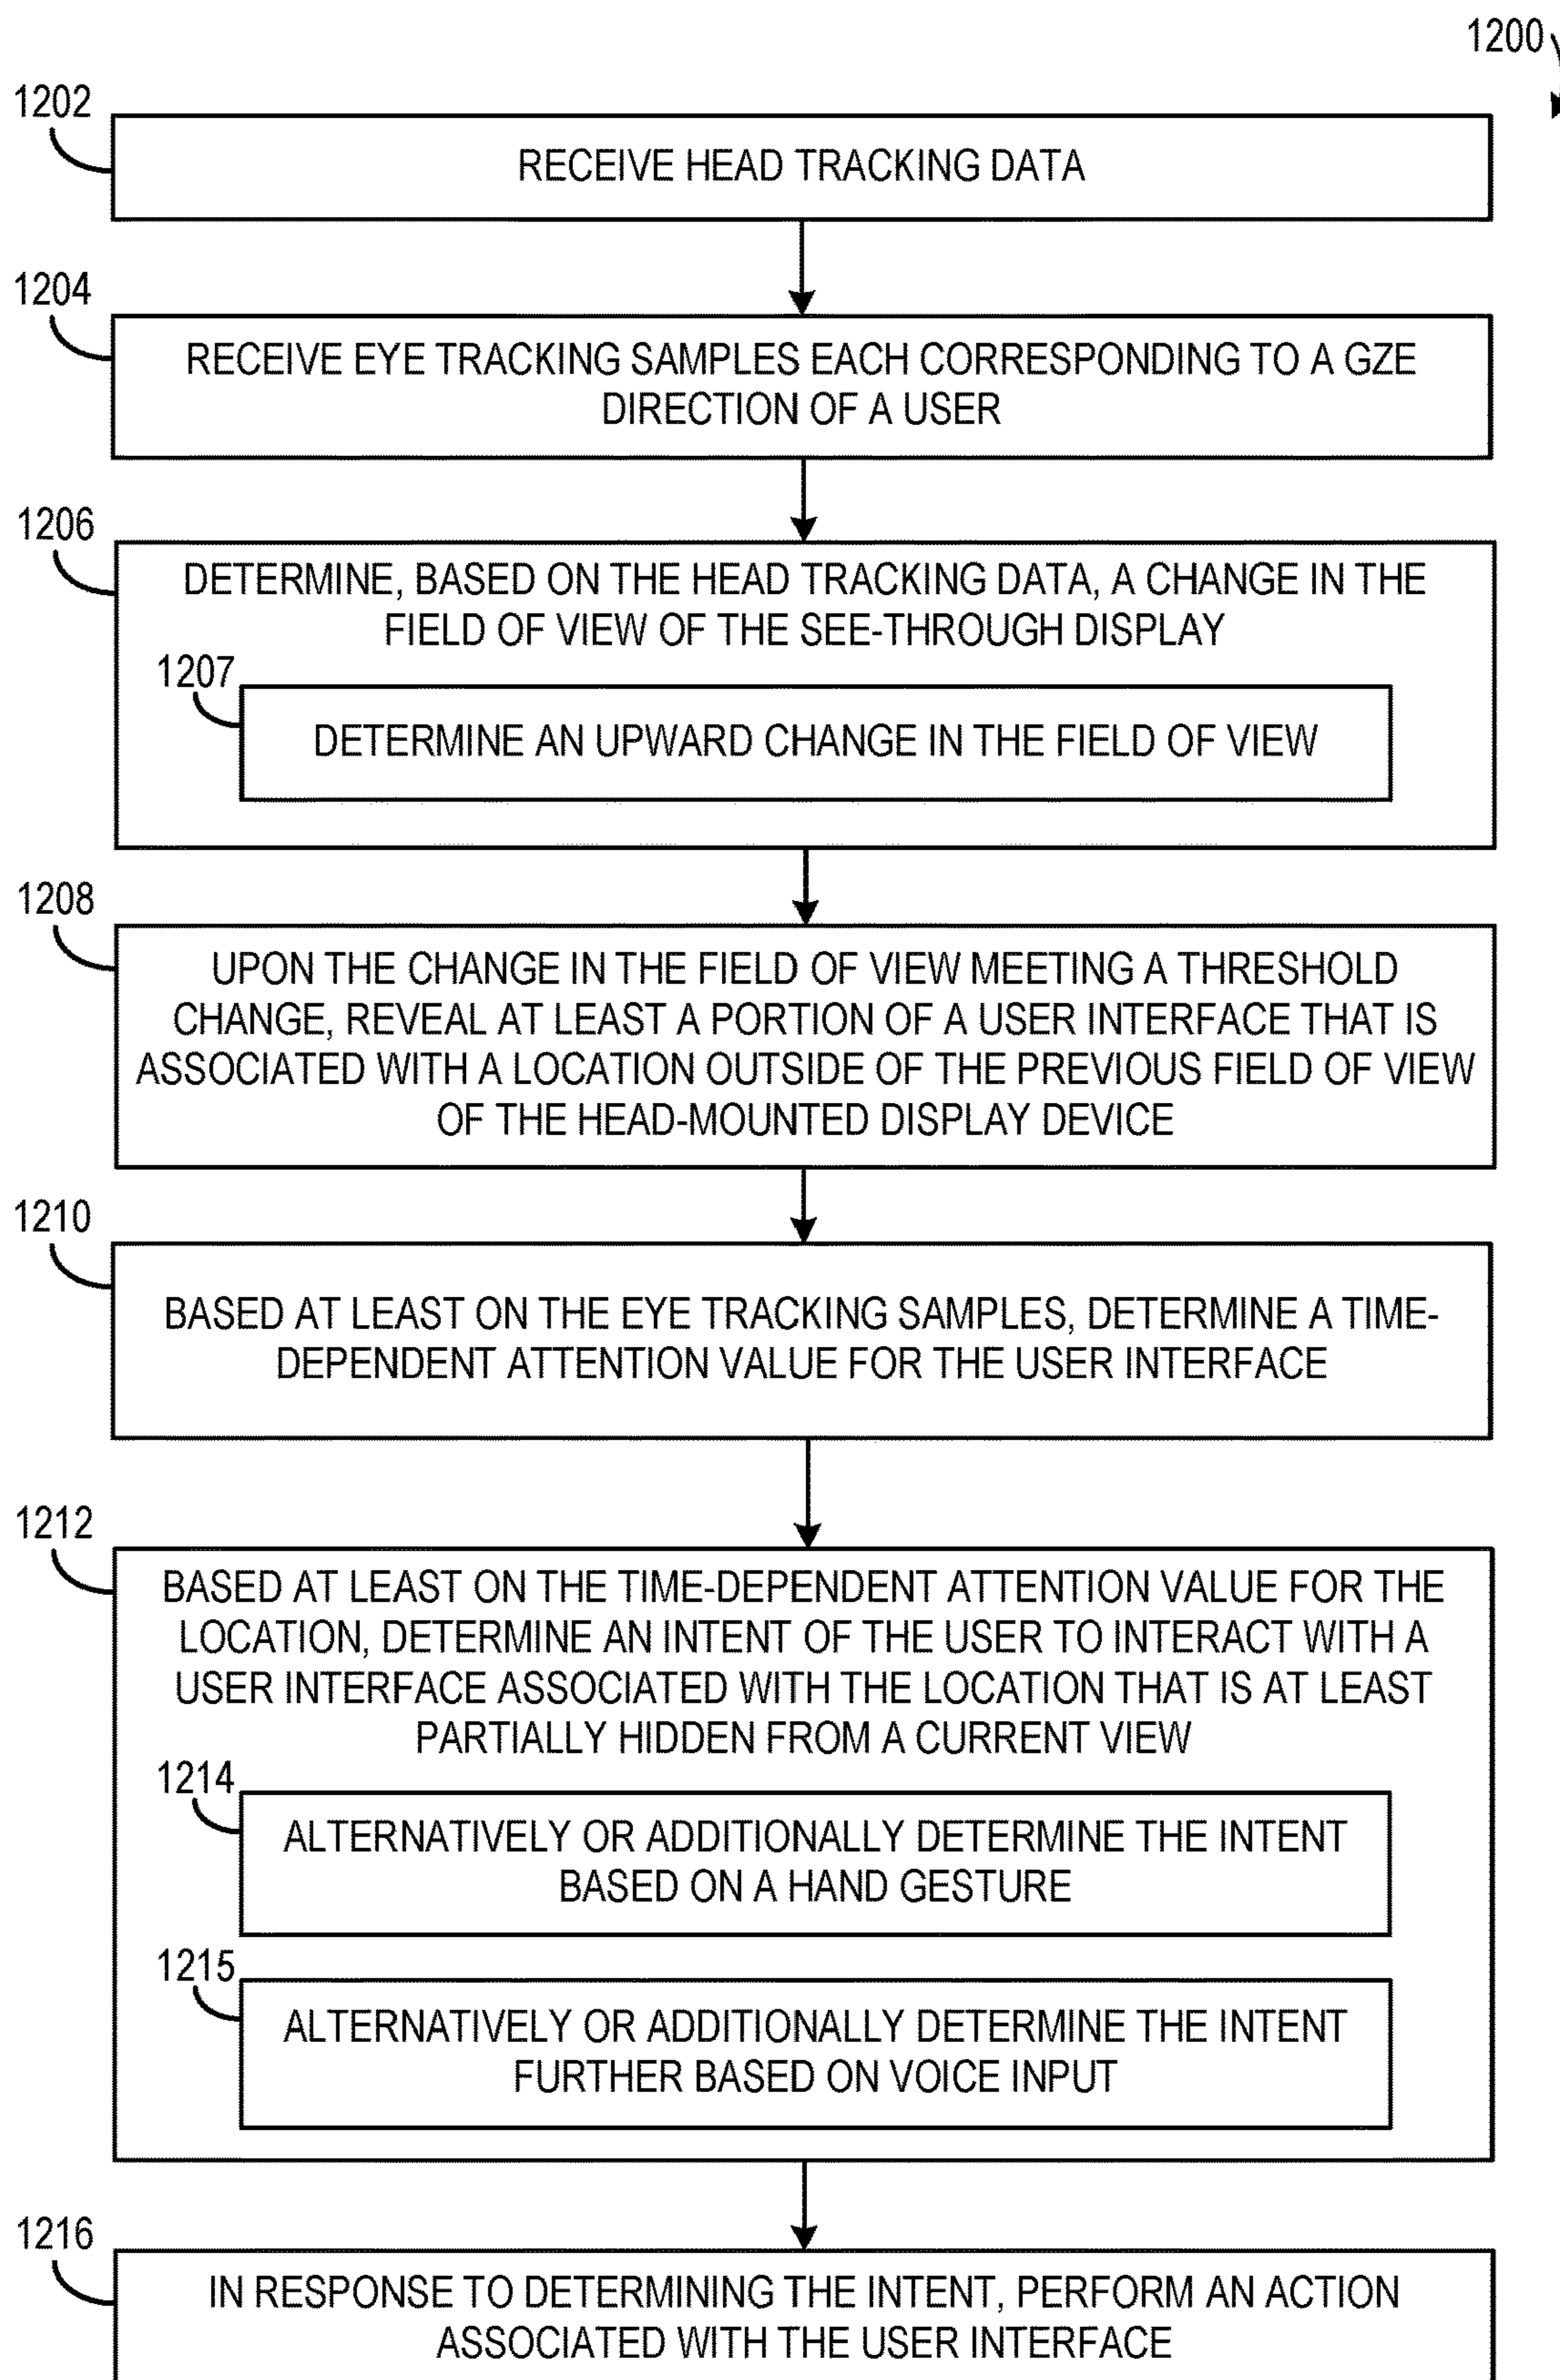 1200
1202
RECEIVE HEAD TRACKING DATA
1204
RECEIVE EYE TRACKING SAMPLES EACH CORRESPONDING TO A GZE
DIRECTION OF A USER
1206
DETERMINE, BASED ON THE HEAD TRACKING DATA, A CHANGE IN THE
FIELD OF VIEW OF THE SEE-THROUGH DISPLAY
1207
DETERMINE AN UPWARD CHANGE IN THE FIELD OF VIEW
1208
UPON THE CHANGE IN THE FIELD OF VIEW MEETING A THRESHOLD
CHANGE, REVEAL AT LEAST A PORTION OF A USER INTERFACE THAT IS
ASSOCIATED WITH A LOCATION OUTSIDE OF THE PREVIOUS FIELD OF VIEW
OF THE HEAD-MOUNTED DISPLAY DEVICE
1210
BASED AT LEAST ON THE EYE TRACKING SAMPLES, DETERMINE A TIME-
DEPENDENT ATTENTION VALUE FOR THE USER INTERFACE
1212
BASED AT LEAST ON THE TIME-DEPENDENT ATTENTION VALUE FOR THE
LOCATION, DETERMINE AN INTENT OF THE USER TO INTERACT WITH A
USER INTERFACE ASSOCIATED WITH THE LOCATION THAT IS AT LEAST
PARTIALLY HIDDEN FROM A CURRENT VIEW
1214
ALTERNATIVELY OR ADDITIONALLY DETERMINE THE INTENT
BASED ON A HAND GESTURE
1215
ALTERNATIVELY OR ADDITIONALLY DETERMINE THE INTENT
FURTHER BASED ON VOICE INPUT
1216
IN RESPONSE TO DETERMINING THE INTENT, PERFORM AN ACTION
ASSOCIATED WITH THE USER INTERFACE